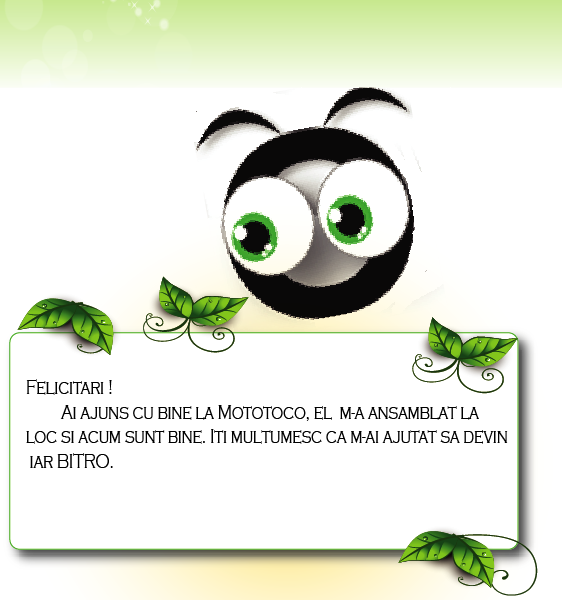 Felicitari !
Ai ajuns cu bine la Mototoco, el m-a ansamblat la
loc si acum sunt bine. Iti multumesc ca m-ai ajutat sa devin
iar BITRO.